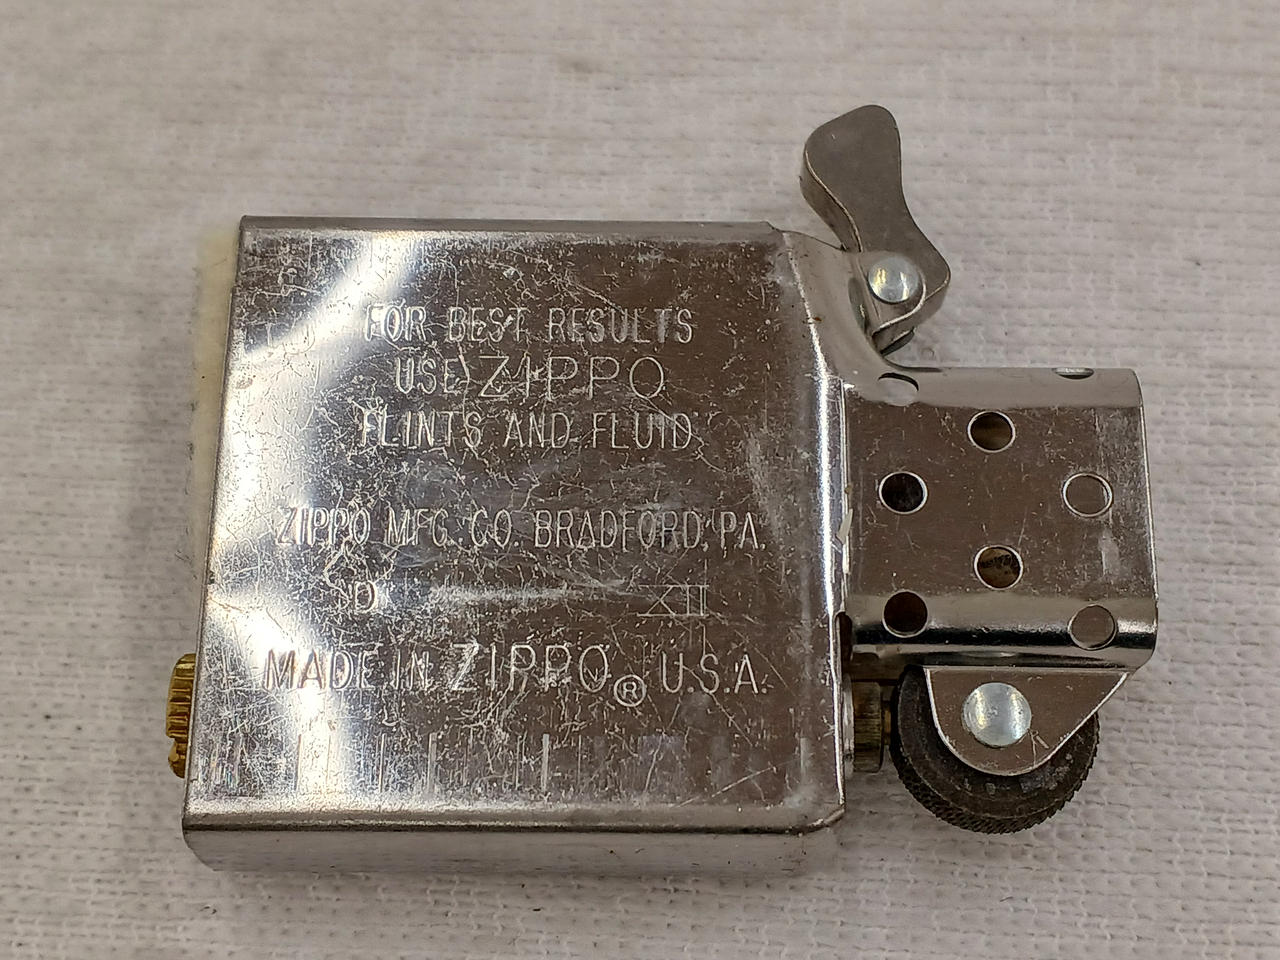 FOR BEST RESULTS
USE ZIPPO
FLINTS AND FLUID
ZIPPO MFG. CO. BRADFORD, PA.
D XII
MADE IN ZIPPO® U.S.A.